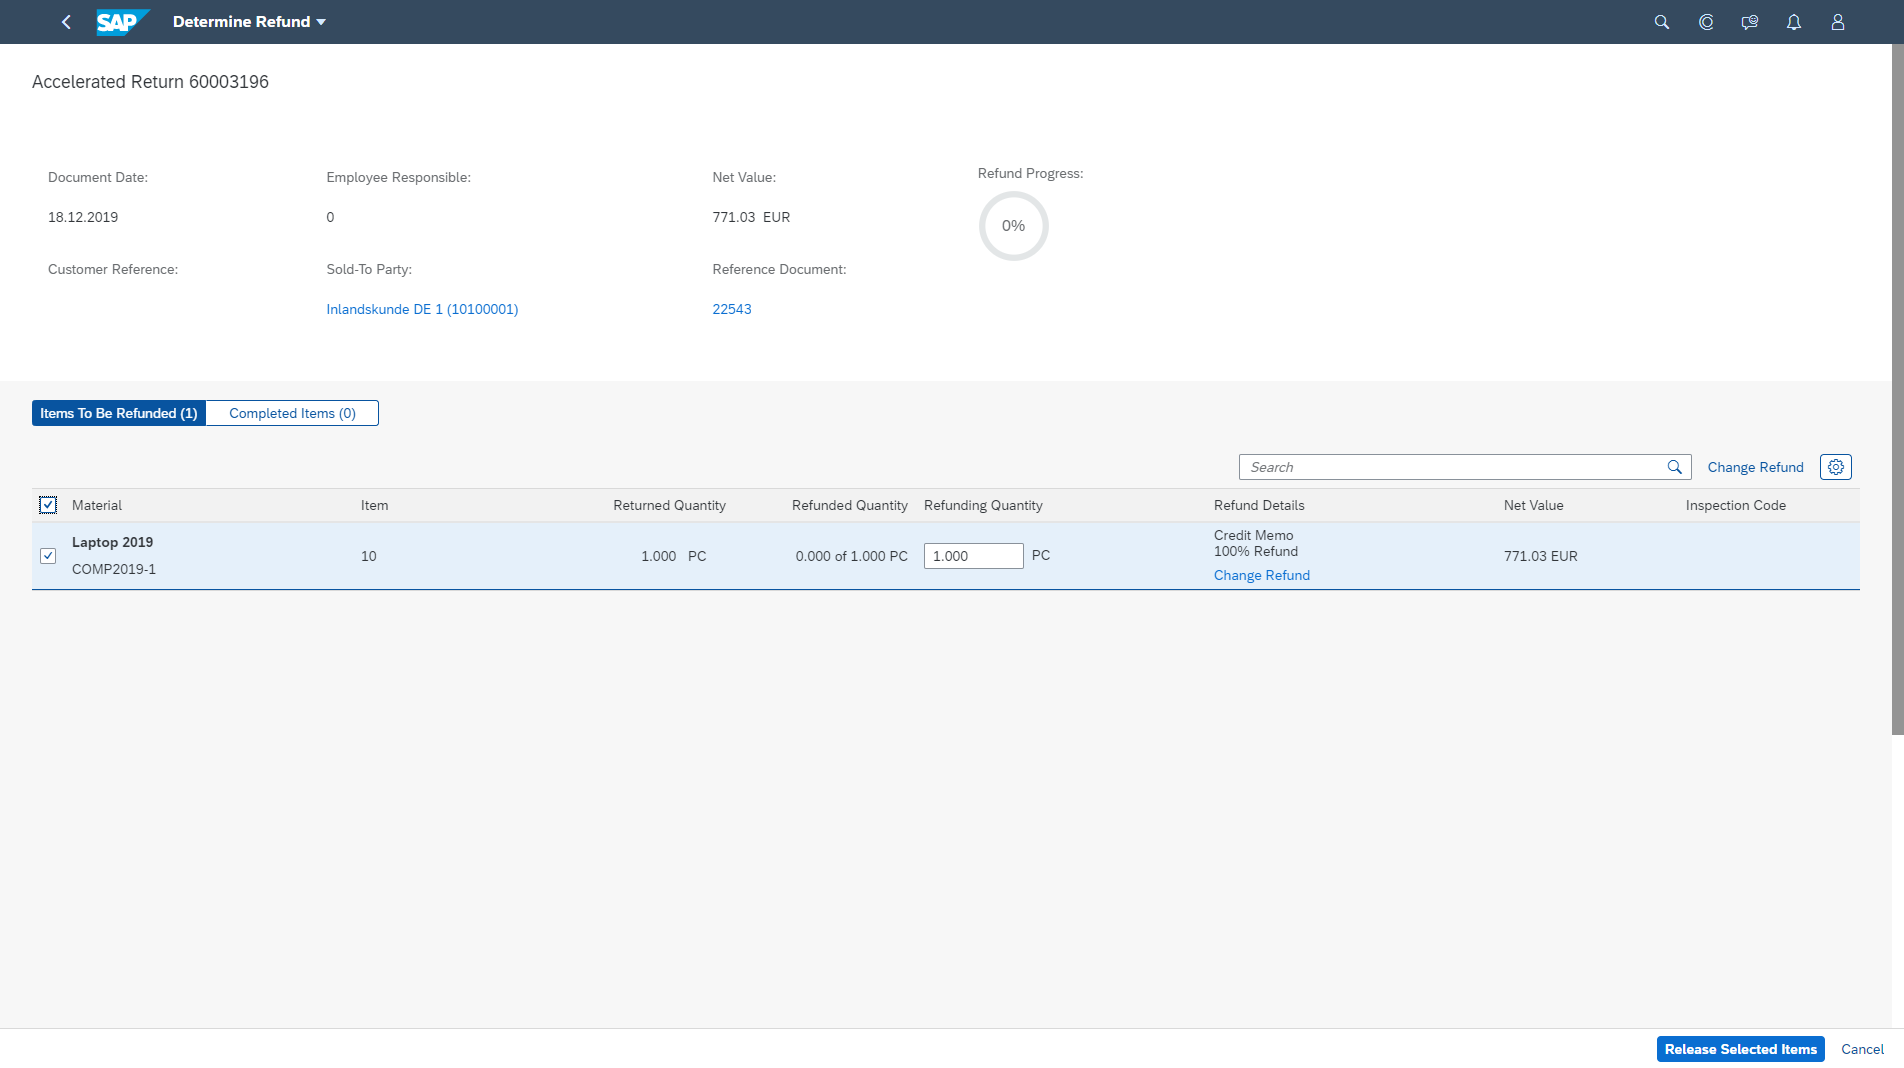 SAP Determine Refund
Accelerated Return 60003196
Document Date:
18.12.2019
Employee Responsible:
0
Net Value:
771.03 EUR
Refund Progress:
0%
Customer Reference:
Sold-To Party:
Inlandskunde DE 1 (10100001)
Reference Document:
22543
Items To Be Refunded (1)
Completed Items (0)
Search
Change Refund
Material Item Returned Quantity Refunded Quantity Refunding Quantity Refund Details Net Value Inspection Code
Laptop 2019
COMP2019-1
10
1.000 PC
0.000 of 1.000 PC
1.000 PC
Credit Memo
100% Refund
Change Refund
771.03 EUR
Release Selected Items
Cancel